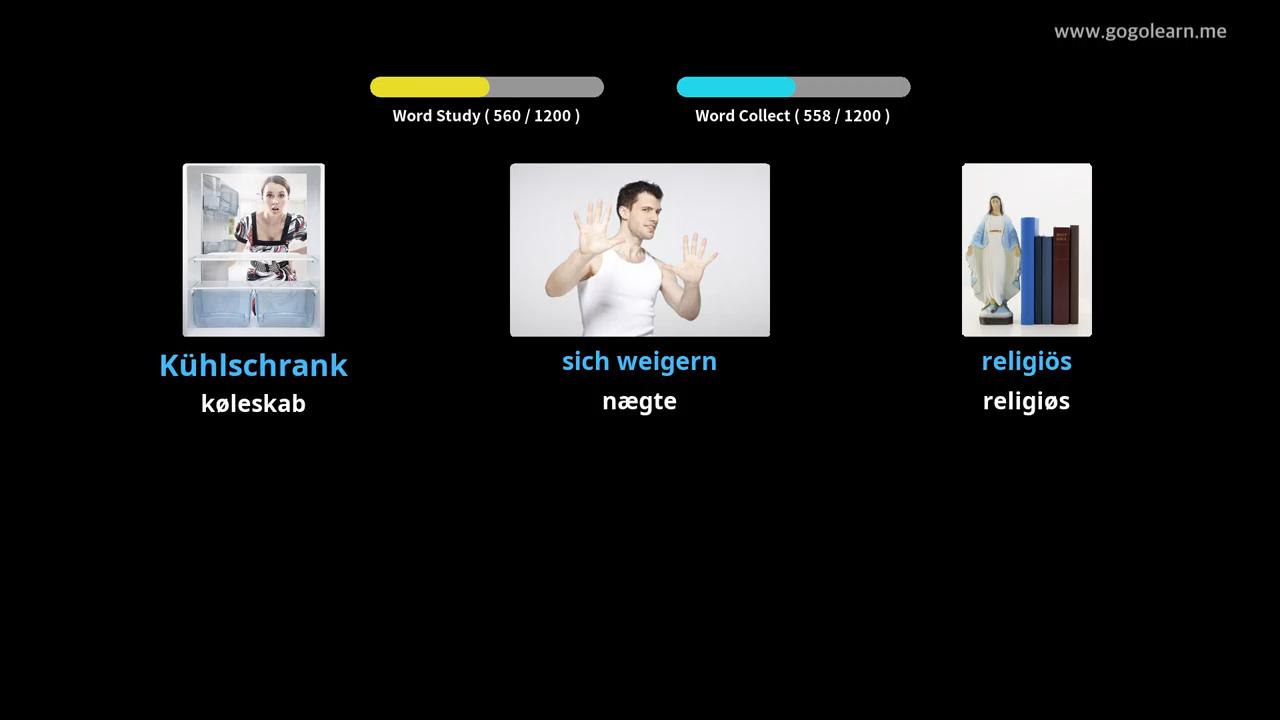 www.gogolearn.me
Word Study ( 560 / 1200 )
Word Collect ( 558 / 1200 )
Kühlschrank
køleskab
sich weigern
nægte
religiös
religiøs